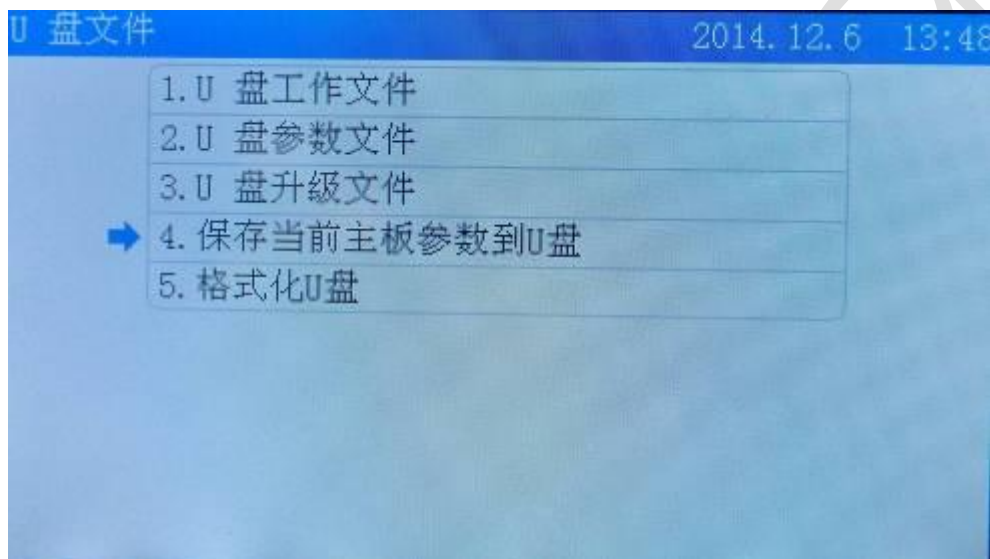 U 盘文件 2014.12.6 13:48
1.U 盘工作文件
2.U 盘参数文件
3.U 盘升级文件
4.保存当前主板参数到U盘
5.格式化U盘